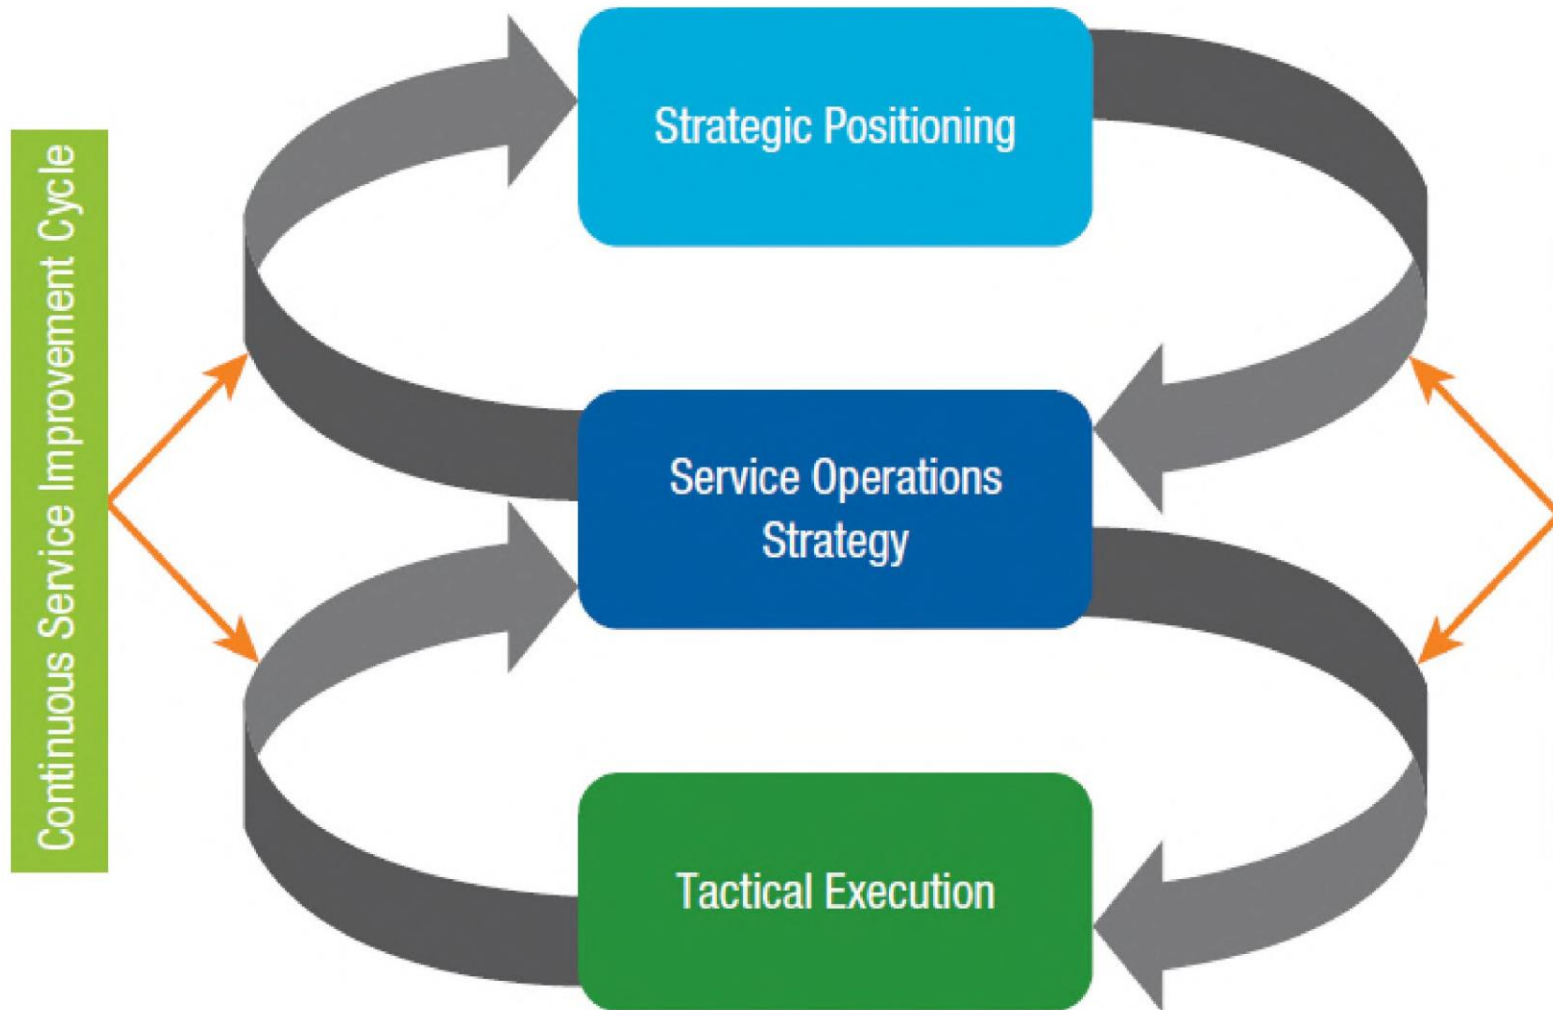 Continuous Service Improvement Cycle
Strategic Positioning
Service Operations
Strategy
Tactical Execution